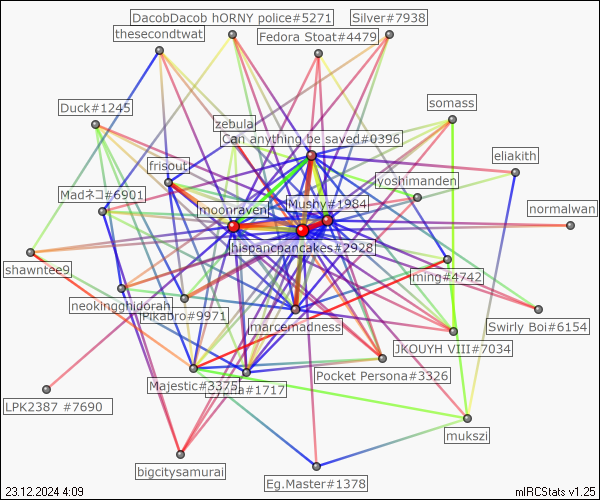 DacobDacob hORNY police#5271
Silver#7938
thesecondtwat
Fedora Stoat#4479
Duck#1245
somass
zebula
Can anything be saved#0396
eliakith
frisout
yoshimanden
Madネコ#6901
Mushy#1984
moonraven
normalwan
hispancpancakes#2928
shawntee9
ming#4742
neokingghidorah
Pikabro#9971
Swirly Boi#6154
marcemadness
JKOUYH VIII#7034
Pocket Persona#3326
Majestic#3375
#1717
LPK2387 #7690
mukszi
bigcitysamurai
Eg.Master#1378
23.12.2024 4:09
mIRCStats v1.25